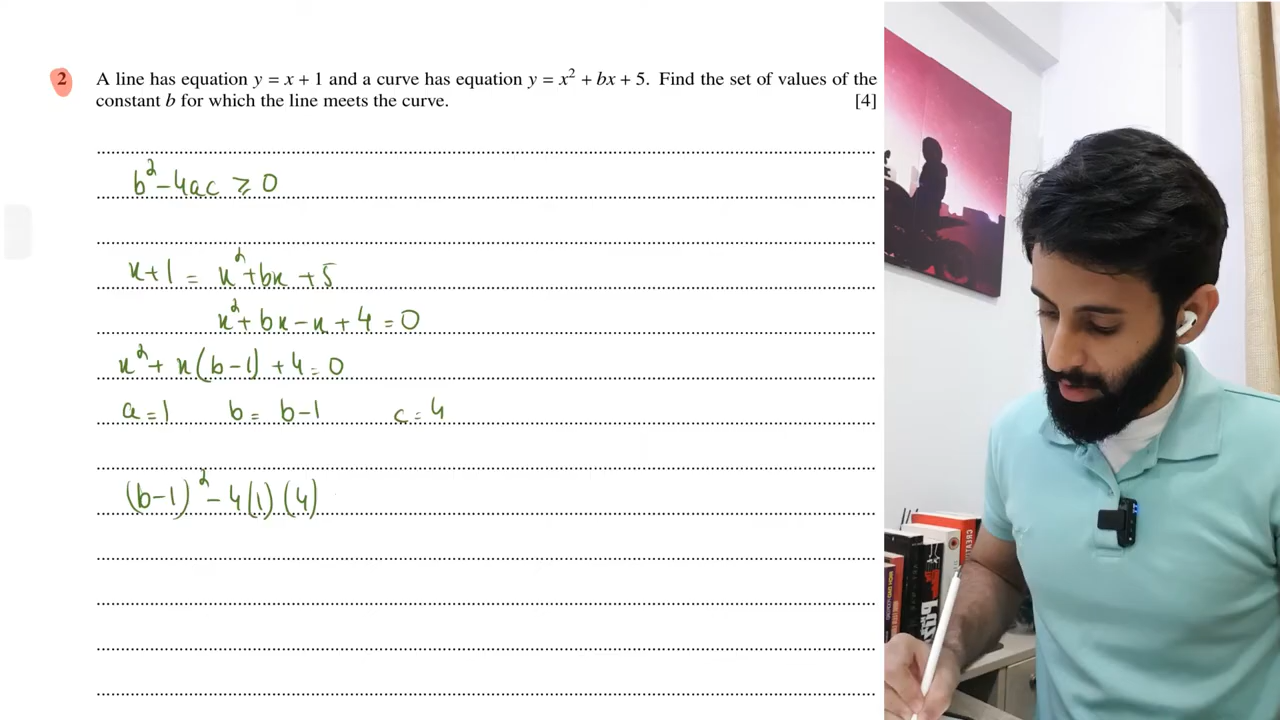 2 A line has equation y = x + 1 and a curve has equation y = x² + bx + 5. Find the set of values of the
constant b for which the line meets the curve. [4]
b² - 4ac ⩾ 0
x + 1 = x² + bx + 5
x² + bx - x + 4 = 0
x² + x(b - 1) + 4 = 0
a = 1 b = b - 1 c = 4
(b - 1)² - 4(1)(4)